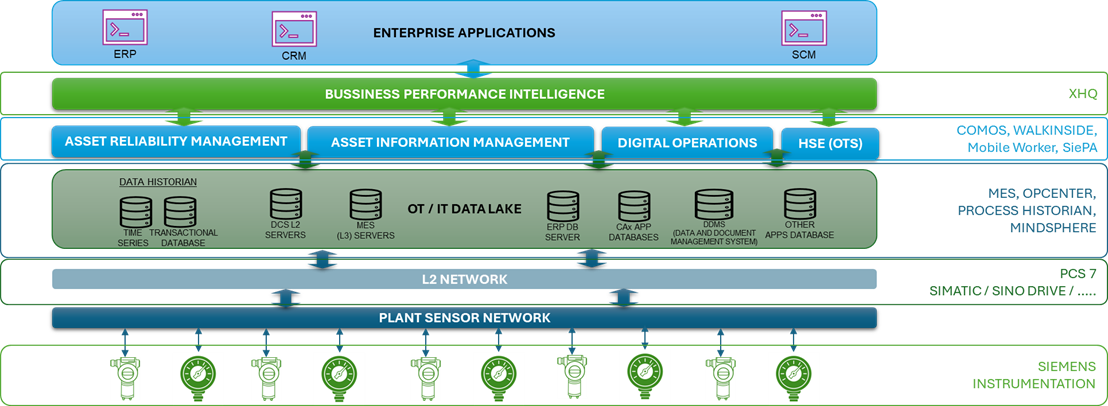 ENTERPRISE APPLICATIONS
ERP
CRM
SCM
BUSSINESS PERFORMANCE INTELLIGENCE
XHQ
ASSET RELIABILITY MANAGEMENT
ASSET INFORMATION MANAGEMENT
DIGITAL OPERATIONS
HSE (OTS)
COMOS, WALKINSIDE,
Mobile Worker, SiePA
DATA HISTORIAN
TIME
SERIES
TRANSACTIONAL
DATABASE
DCS L2
SERVERS
MES
(L3) SERVERS
OT / IT DATA LAKE
ERP DB
SERVER
CAx APP
DATABASES
DDMS
(DATA AND DOCUMENT
MANAGEMENT SYSTEM)
OTHER
APPS DATABASE
MES, OPCENTER,
PROCESS HISTORIAN,
MINDSPHERE
L2 NETWORK
PCS 7
SIMATIC / SINO DRIVE / .....
PLANT SENSOR NETWORK
SIEMENS
INSTRUMENTATION